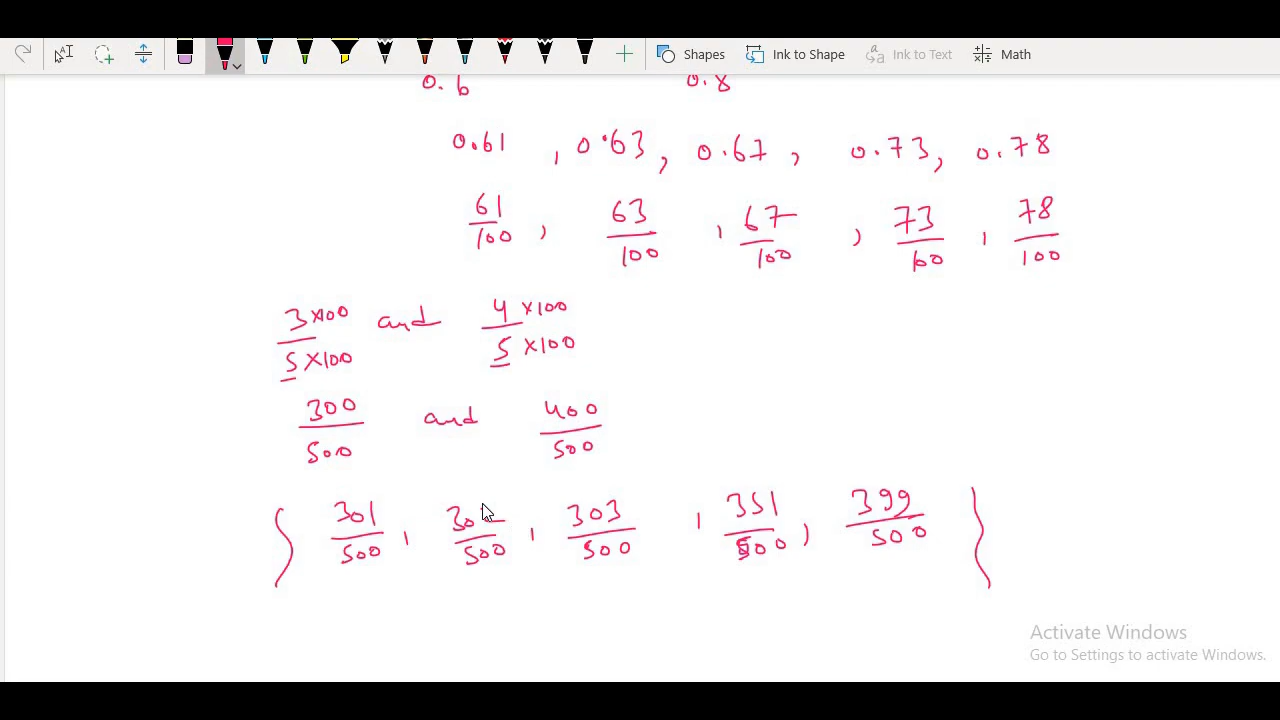 Shapes Ink to Shape Ink to Text Math
0.6 0.8
0.61 , 0.63 , 0.67 , 0.73 , 0.78
61/100 , 63/100 , 67/100 , 73/100 , 78/100
3×100/5×100 and 4×100/5×100
300/500 and 400/500
{ 301/500 , 302/500 , 303/500 , 351/500 , 399/500 }
Activate Windows
Go to Settings to activate Windows.